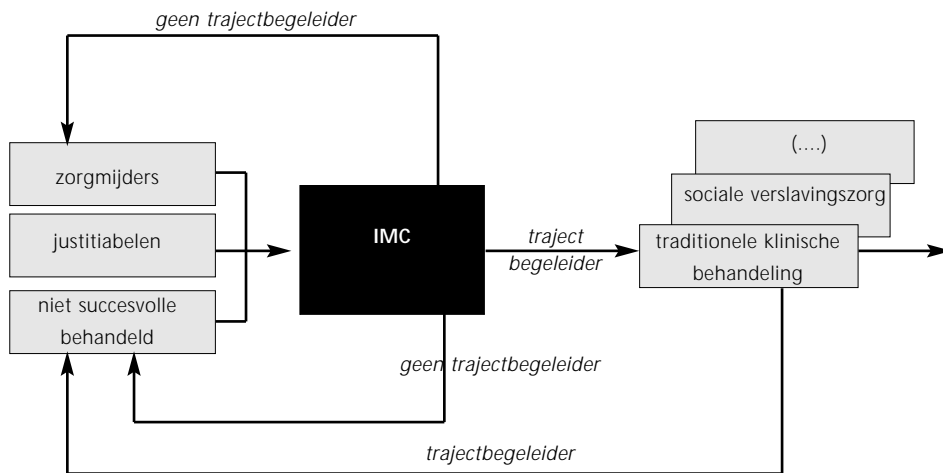 geen trajectbegeleider
(....)
zorgmijders
sociale verslavingszorg
IMC
justitiabelen
traject
begeleider
traditionele klinische
behandeling
niet succesvolle
behandeld
geen trajectbegeleider
trajectbegeleider